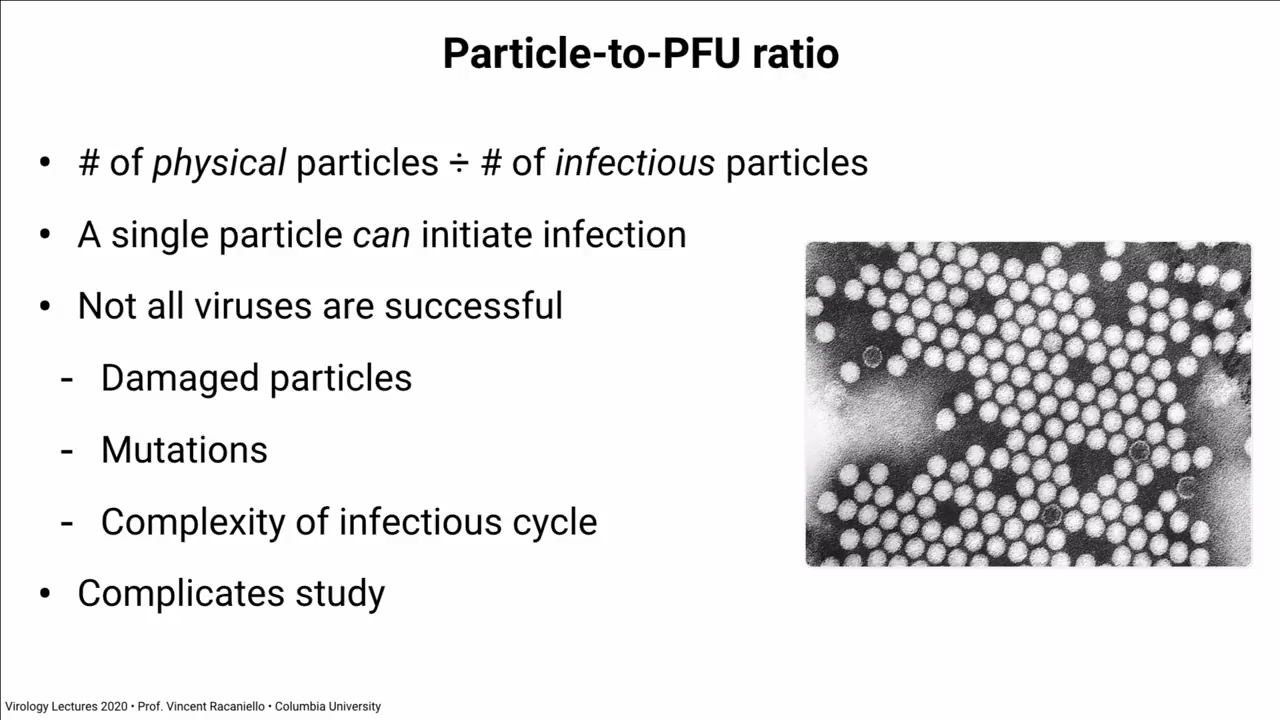 Particle-to-PFU ratio
• # of physical particles ÷ # of infectious particles
• A single particle can initiate infection
• Not all viruses are successful
- Damaged particles
- Mutations
- Complexity of infectious cycle
• Complicates study
Virology Lectures 2020 • Prof. Vincent Racaniello • Columbia University